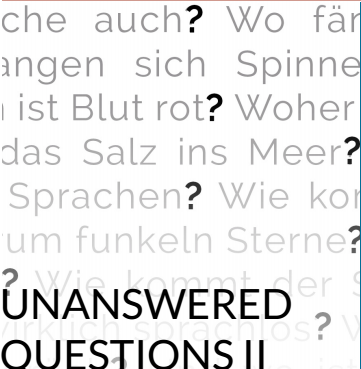 che auch? Wo fär
angen sich Spinne
ist Blut rot? Woher
das Salz ins Meer?
Sprachen? Wie kor
um funkeln Sterne?
? Wie kommt der S
UNANSWERED
wirklich sprachlos? W
QUESTIONS II